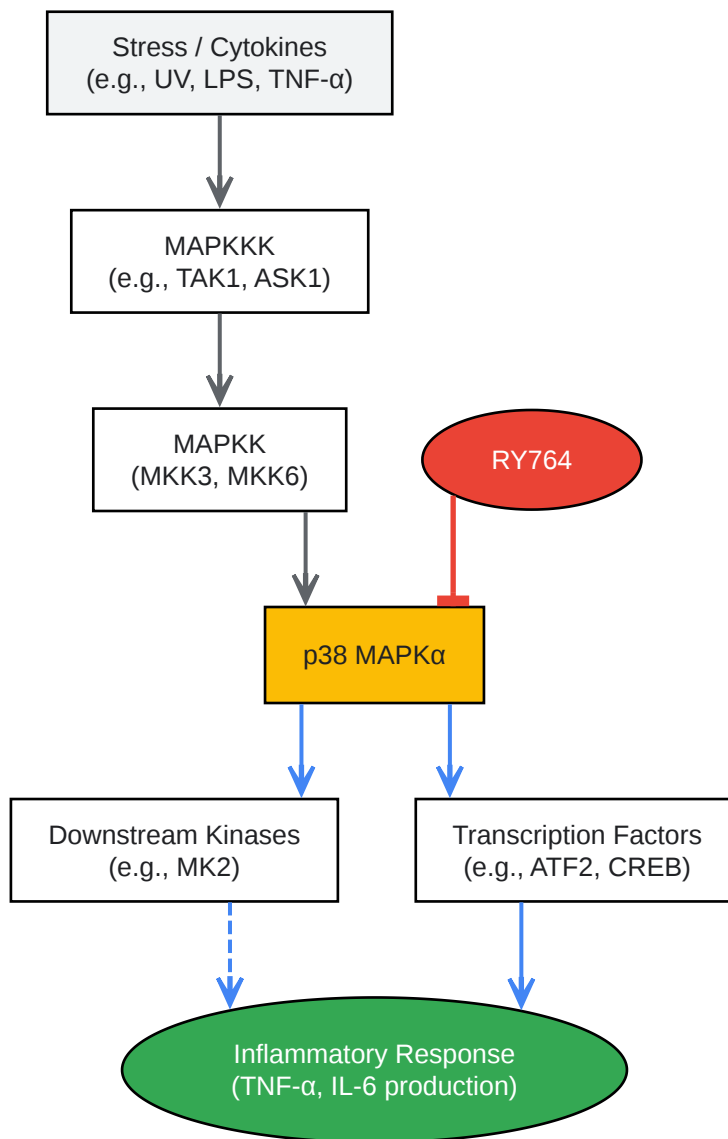 Stress / Cytokines
(e.g., UV, LPS, TNF-α)
MAPKKK
(e.g., TAK1, ASK1)
MAPKK
(MKK3, MKK6)
RY764
p38 MAPKα
Downstream Kinases
(e.g., MK2)
Transcription Factors
(e.g., ATF2, CREB)
Inflammatory Response
(TNF-α, IL-6 production)